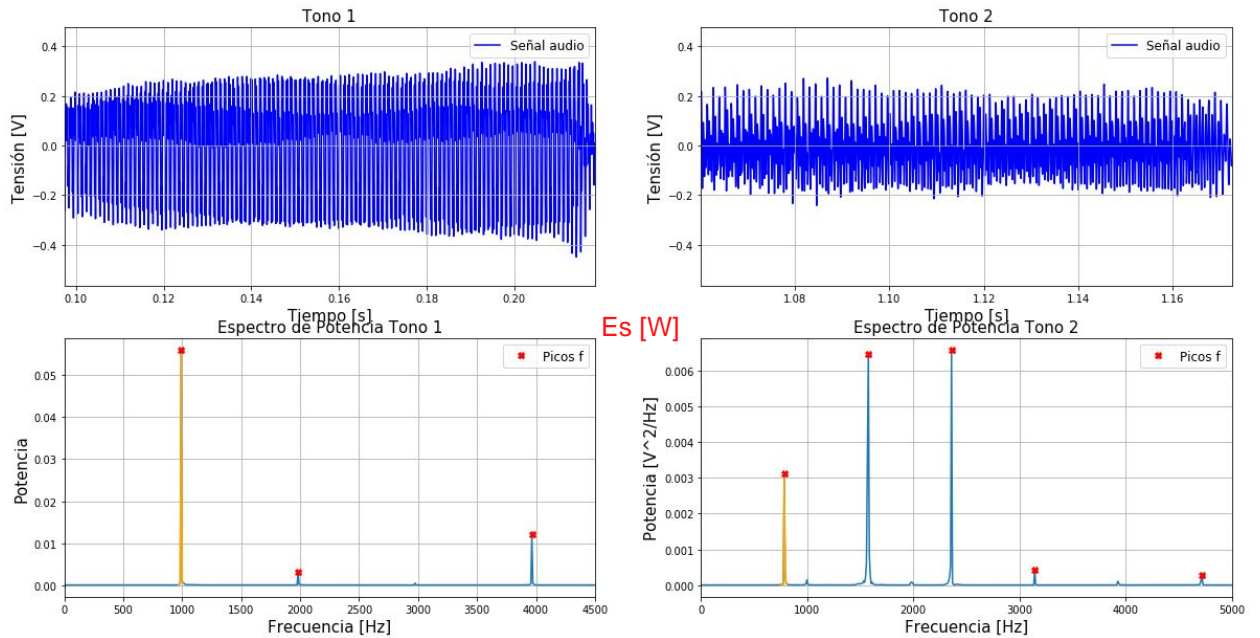 Tono 1
Señal audio
Tensión [V]
0.4
0.2
0.0
−0.2
−0.4
0.10
0.12
0.14
0.16
0.18
0.20
Tiempo [s]
Tono 2
Señal audio
Tensión [V]
0.4
0.2
0.0
−0.2
−0.4
1.08
1.10
1.12
1.14
1.16
Tiempo [s]
Es [W]
Espectro de Potencia Tono 1
Picos f
Potencia
0.05
0.04
0.03
0.02
0.01
0.00
0
500
1000
1500
2000
2500
3000
3500
4000
4500
Frecuencia [Hz]
Espectro de Potencia Tono 2
Picos f
Potencia [V^2/Hz]
0.006
0.005
0.004
0.003
0.002
0.001
0.000
0
1000
2000
3000
4000
5000
Frecuencia [Hz]